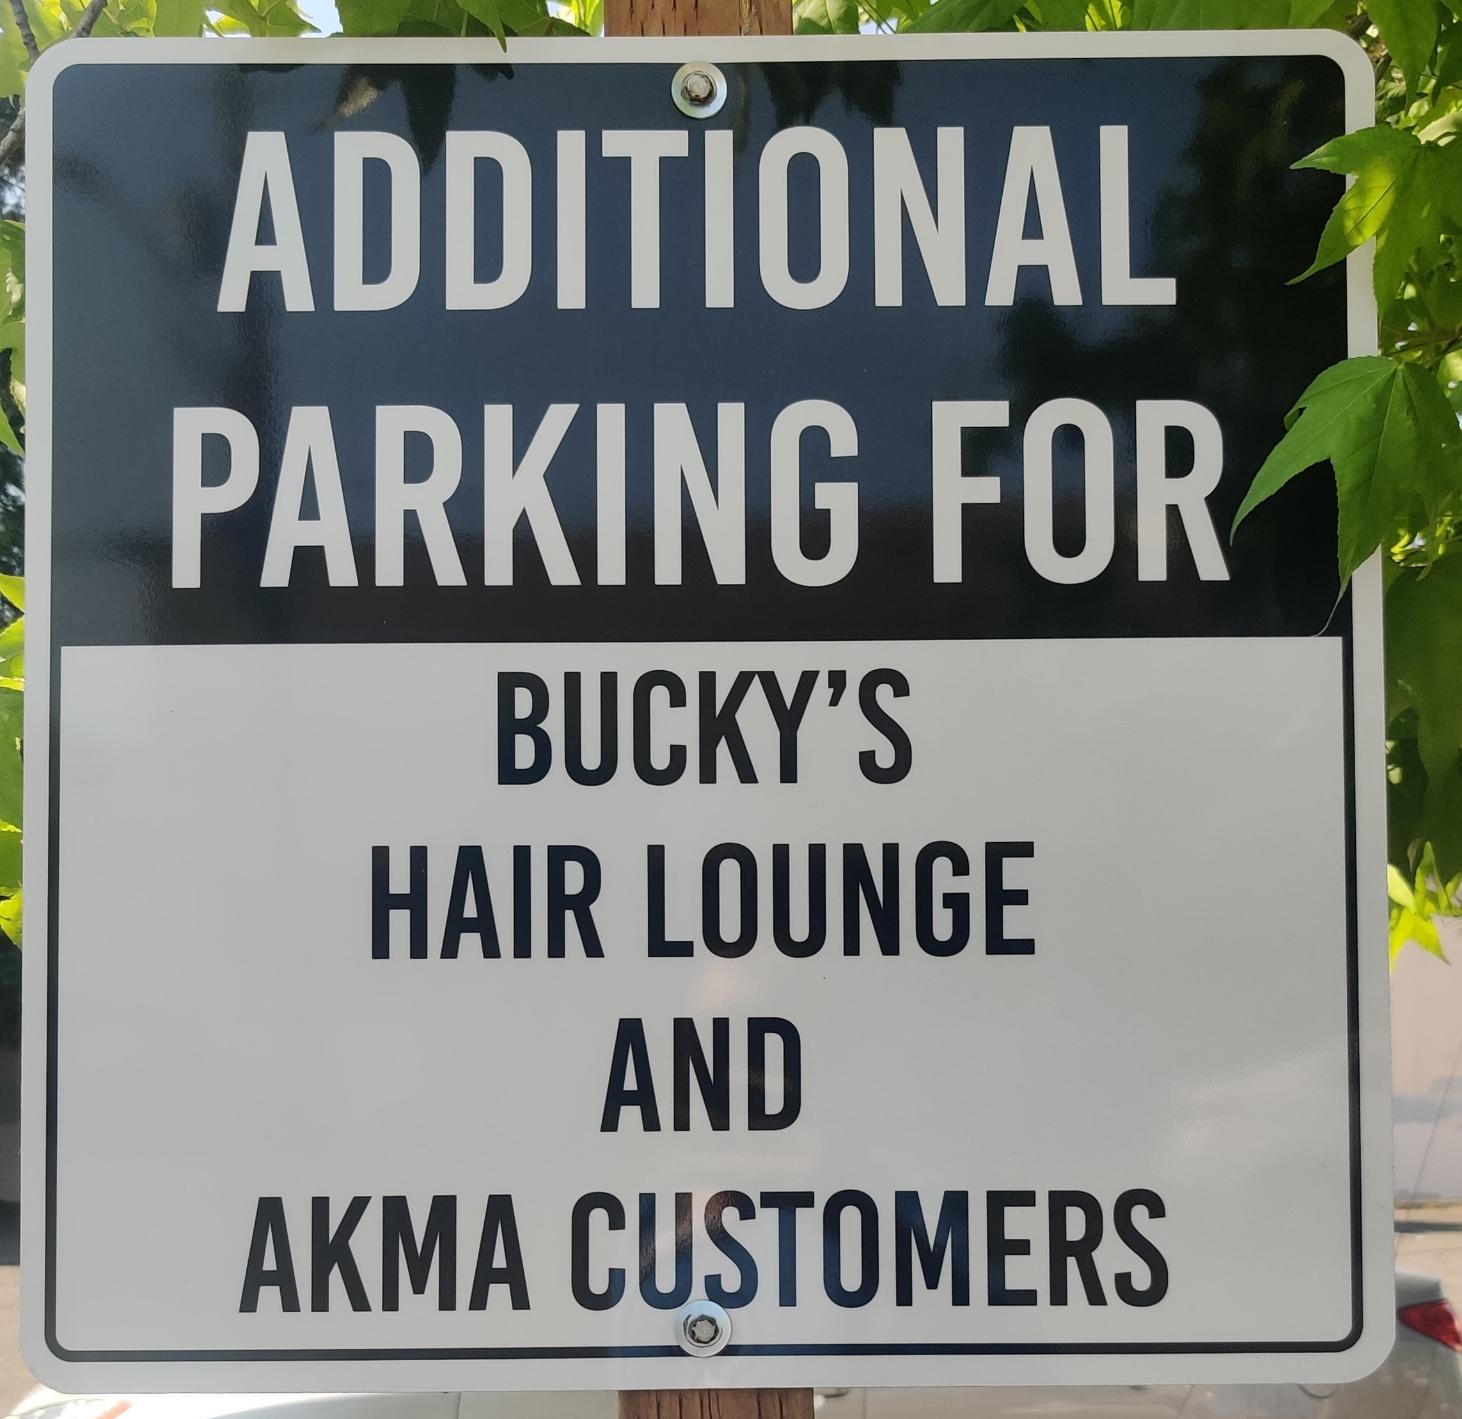 ADDITIONAL
PARKING FOR
BUCKY'S
HAIR LOUNGE
AND
AKMA CUSTOMERS